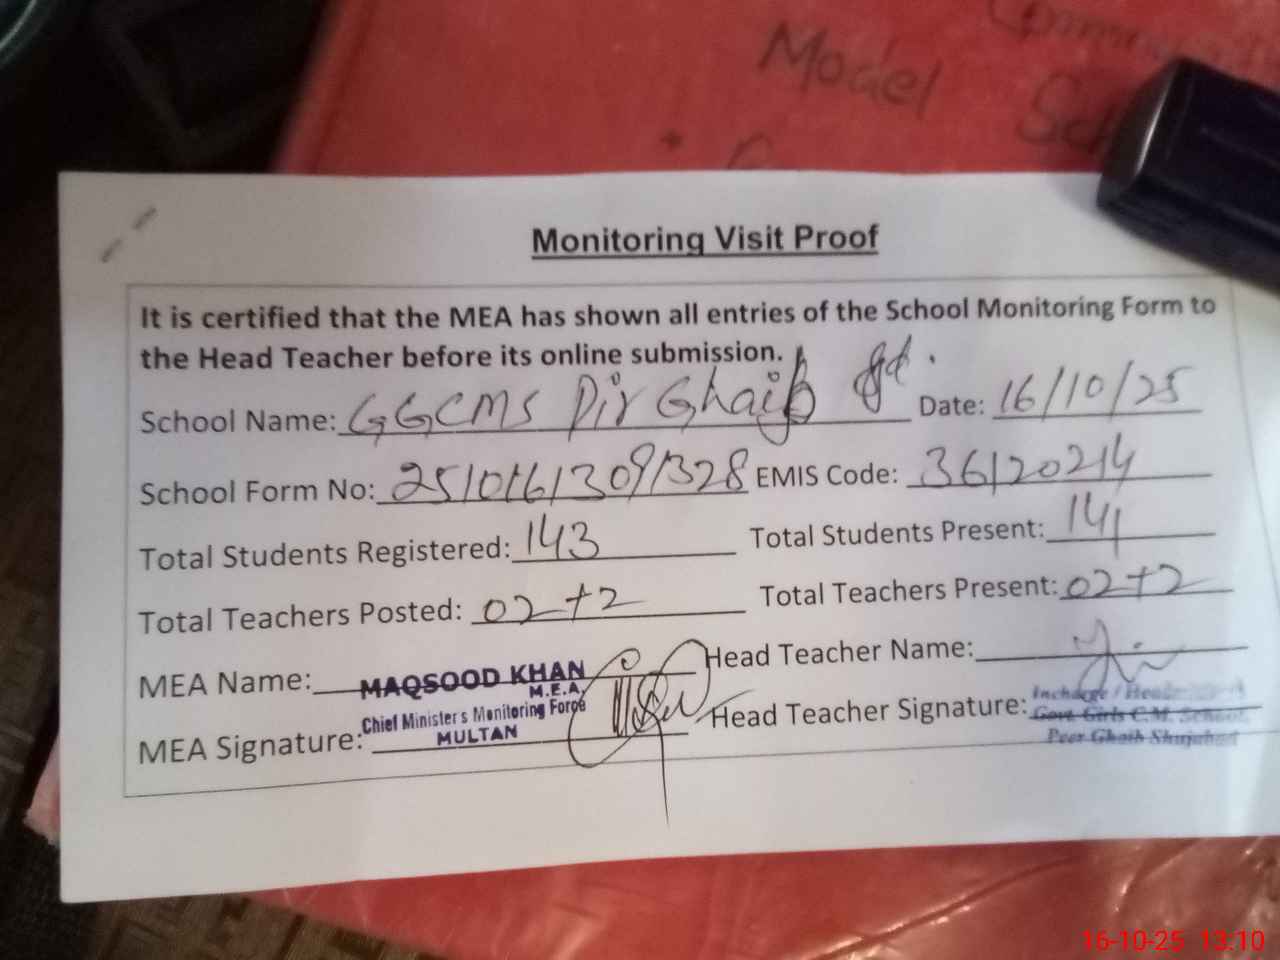 Model
Monitoring Visit Proof
It is certified that the MEA has shown all entries of the School Monitoring Form to
the Head Teacher before its online submission.
School Name: GGCMS Pir Ghaib Date: 16/10/25
School Form No: EMIS Code: 36120214
Total Students Registered: 143 Total Students Present: 141
Total Teachers Posted: 02+2 Total Teachers Present: 02+2
MEA Name: MAQSOOD KHAN Head Teacher Name:
M.E.A,
Chief Minister's Monitoring Force
MULTAN
MEA Signature: Head Teacher Signature:
Incharge /
Govt. Girls C.M. School,
Peer Ghaib Shujabad
16-10-25 13:10